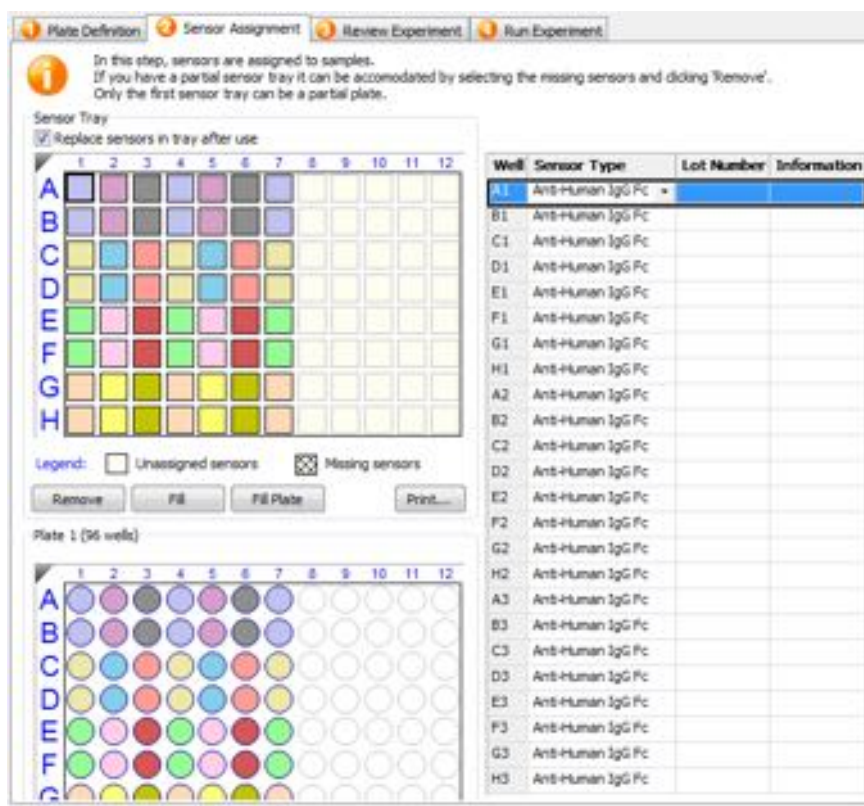 1 Plate Definition 2 Sensor Assignment 3 Review Experiment 4 Run Experiment
In this step, sensors are assigned to samples.
If you have a partial sensor tray it can be accomodated by selecting the missing sensors and clicking 'Remove'.
Only the first sensor tray can be a partial plate.
Sensor Tray
Replace sensors in tray after use
1 2 3 4 5 6 7 8 9 10 11 12
A
B
C
D
E
F
G
H
Legend: Unassigned sensors Missing sensors
Remove Fill Fill Plate Print...
Plate 1 (96 wells)
1 2 3 4 5 6 7 8 9 10 11 12
A
B
C
D
E
F
G
Well Sensor Type Lot Number Information
A1 Anti-Human IgG Fc
B1 Anti-Human IgG Fc
C1 Anti-Human IgG Fc
D1 Anti-Human IgG Fc
E1 Anti-Human IgG Fc
F1 Anti-Human IgG Fc
G1 Anti-Human IgG Fc
H1 Anti-Human IgG Fc
A2 Anti-Human IgG Fc
B2 Anti-Human IgG Fc
C2 Anti-Human IgG Fc
D2 Anti-Human IgG Fc
E2 Anti-Human IgG Fc
F2 Anti-Human IgG Fc
G2 Anti-Human IgG Fc
H2 Anti-Human IgG Fc
A3 Anti-Human IgG Fc
B3 Anti-Human IgG Fc
C3 Anti-Human IgG Fc
D3 Anti-Human IgG Fc
E3 Anti-Human IgG Fc
F3 Anti-Human IgG Fc
G3 Anti-Human IgG Fc
H3 Anti-Human IgG Fc